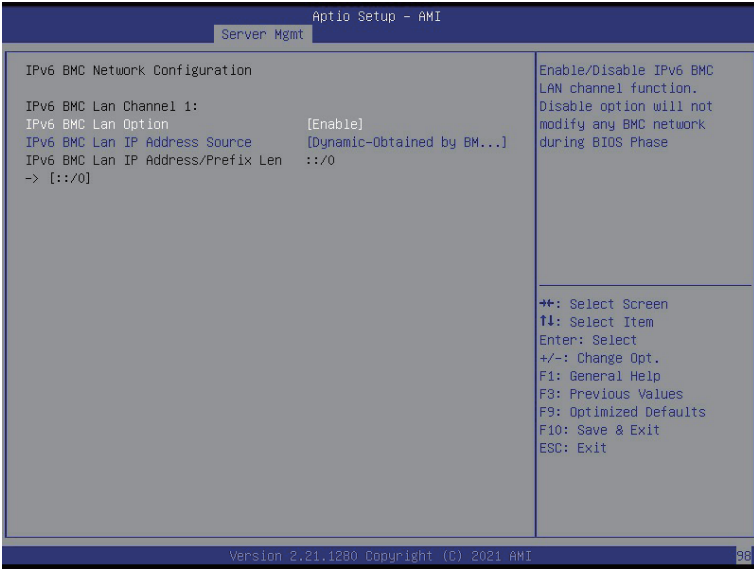 Aptio Setup – AMI
Server Mgmt
IPv6 BMC Network Configuration
IPv6 BMC Lan Channel 1:
IPv6 BMC Lan Option [Enable]
IPv6 BMC Lan IP Address Source [Dynamic-Obtained by BM...]
IPv6 BMC Lan IP Address/Prefix Len ::/0
-> [::/0]
Enable/Disable IPv6 BMC
LAN channel function.
Disable option will not
modify any BMC network
during BIOS Phase
→←: Select Screen
↑↓: Select Item
Enter: Select
+/-: Change Opt.
F1: General Help
F3: Previous Values
F9: Optimized Defaults
F10: Save & Exit
ESC: Exit
Version 2.21.1280 Copyright (C) 2021 AMI
98